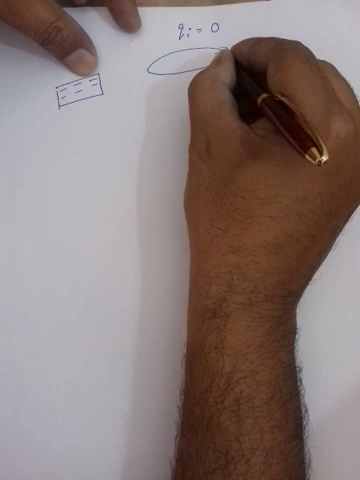 qᵢ = 0